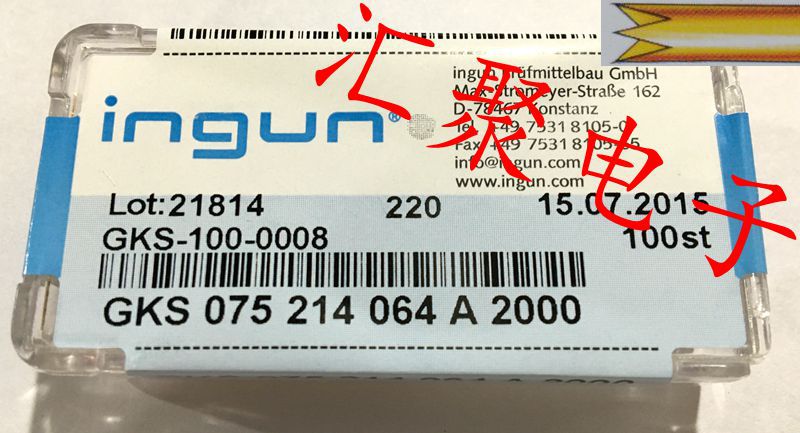 ingun®
ingun Prüfmittelbau GmbH
Max-Stromeyer-Straße 162
D-78467 Konstanz
Tel. +49 7531 8105-0
Fax +49 7531 8105-
info@ingun.com
www.ingun.com
汇聚电子
Lot:21814 220 15.07.2015
GKS-100-0008 100st
GKS 075 214 064 A 2000